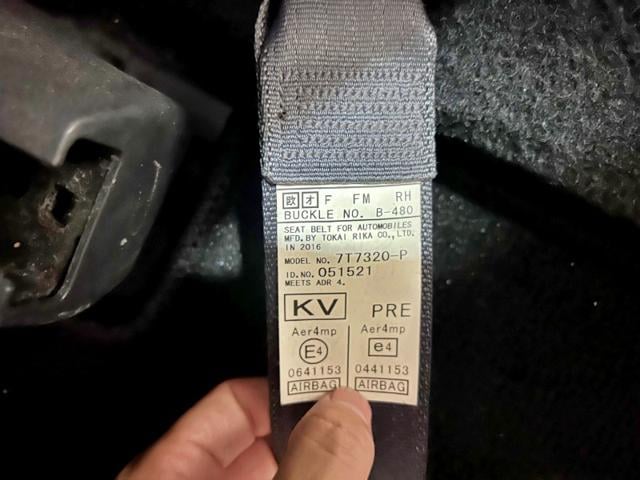 欧 才 F FM RH
BUCKLE NO. B-480
SEAT BELT FOR AUTOMOBILES
MFD.BY TOKAI RIKA CO.,LTD.
IN 2016
MODEL NO. 7T7320-P
ID.NO. 051521
MEETS ADR 4.
KV PRE
Aer4mp Aer4mp
E4 e4
0641153 0441153
AIRBAG AIRBAG